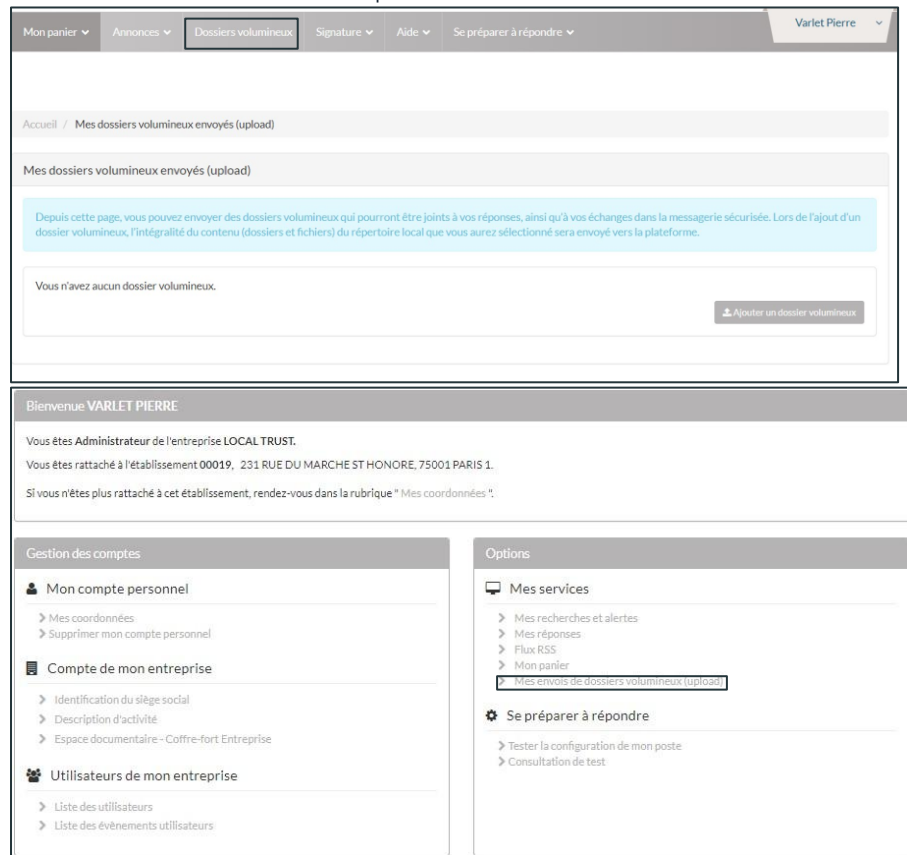 Mon panier Annonces Dossiers volumineux Signature Aide Se préparer à répondre Varlet Pierre
Accueil / Mes dossiers volumineux envoyés (upload)
Mes dossiers volumineux envoyés (upload)
Depuis cette page, vous pouvez envoyer des dossiers volumineux qui pourront être joints à vos réponses, ainsi qu'à vos échanges dans la messagerie sécurisée. Lors de l'ajout d'un
dossier volumineux, l'intégralité du contenu (dossiers et fichiers) du répertoire local que vous aurez sélectionné sera envoyé vers la plateforme.
Vous n'avez aucun dossier volumineux.
Ajouter un dossier volumineux
Bienvenue VARLET PIERRE
Vous êtes Administrateur de l'entreprise LOCAL TRUST.
Vous êtes rattaché à l'établissement 00019, 231 RUE DU MARCHE ST HONORE, 75001 PARIS 1.
Si vous n'êtes plus rattaché à cet établissement, rendez-vous dans la rubrique " Mes coordonnées ".
Gestion des comptes
Mon compte personnel
Mes coordonnées
Supprimer mon compte personnel
Compte de mon entreprise
Identification du siège social
Description d'activité
Espace documentaire - Coffre-fort Entreprise
Utilisateurs de mon entreprise
Liste des utilisateurs
Liste des évènements utilisateurs
Options
Mes services
Mes recherches et alertes
Mes réponses
Flux RSS
Mon panier
Mes envois de dossiers volumineux (upload)
Se préparer à répondre
Tester la configuration de mon poste
Consultation de test